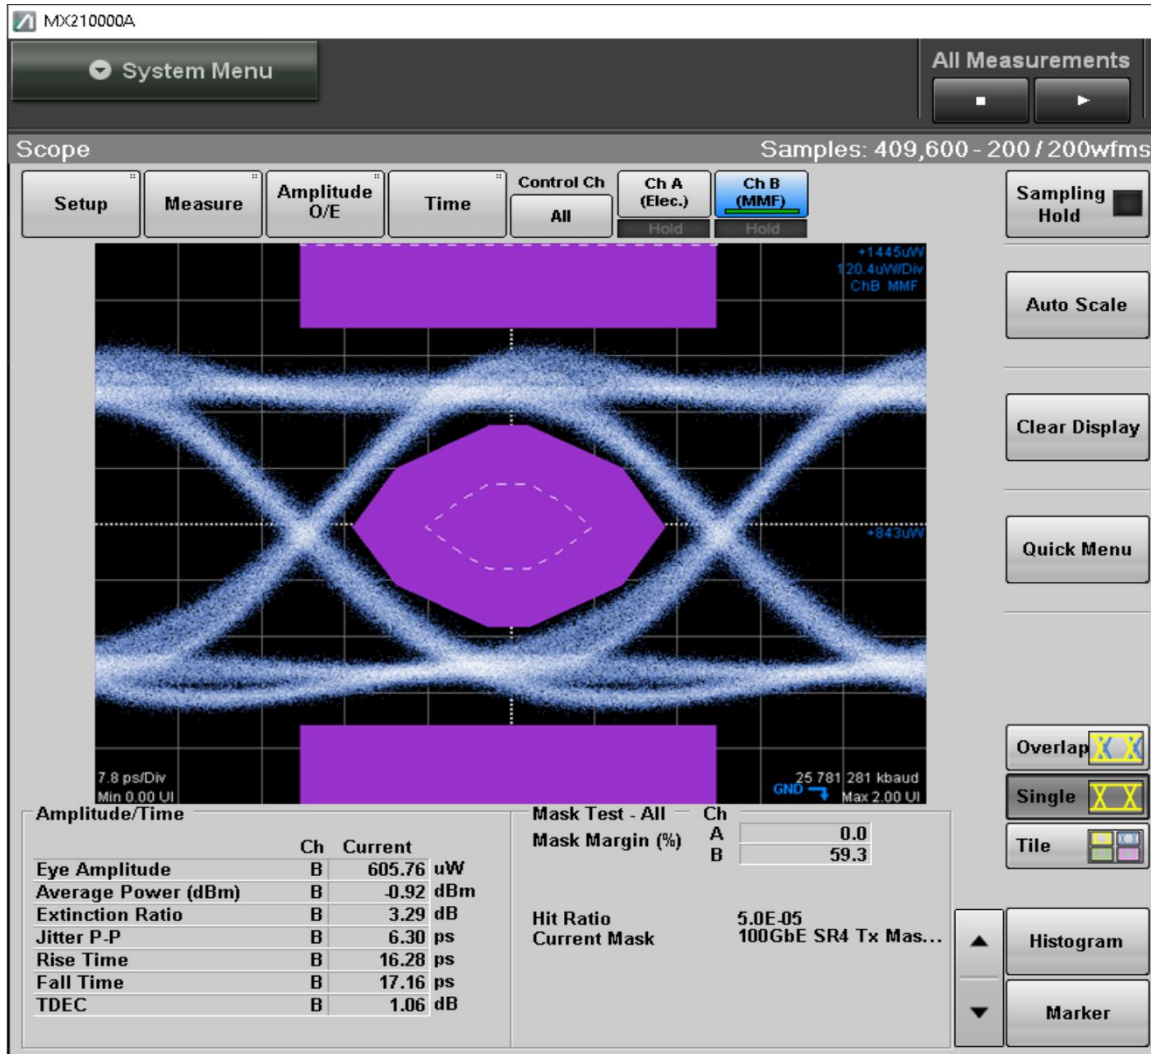 MX210000A
System Menu
All Measurements
Scope
Samples: 409,600 - 200 / 200wfms
Setup
Measure
Amplitude
O/E
Time
Control Ch
All
Ch A
(Elec.)
Hold
Ch B
(MMF)
Hold
Sampling
Hold
+1445uW
120.4uW/Div
ChB MMF
Auto Scale
Clear Display
+843uW
Quick Menu
7.8 ps/Div
Min 0.00 UI
25 781 281 kbaud
GND
Max 2.00 UI
Overlap
Single
Tile
Amplitude/Time
Ch Current
Eye Amplitude B 605.76 uW
Average Power (dBm) B -0.92 dBm
Extinction Ratio B 3.29 dB
Jitter P-P B 6.30 ps
Rise Time B 16.28 ps
Fall Time B 17.16 ps
TDEC B 1.06 dB
Mask Test - All Ch
Mask Margin (%) A 0.0
B 59.3
Hit Ratio 5.0E-05
Current Mask 100GbE SR4 Tx Mas...
Histogram
Marker